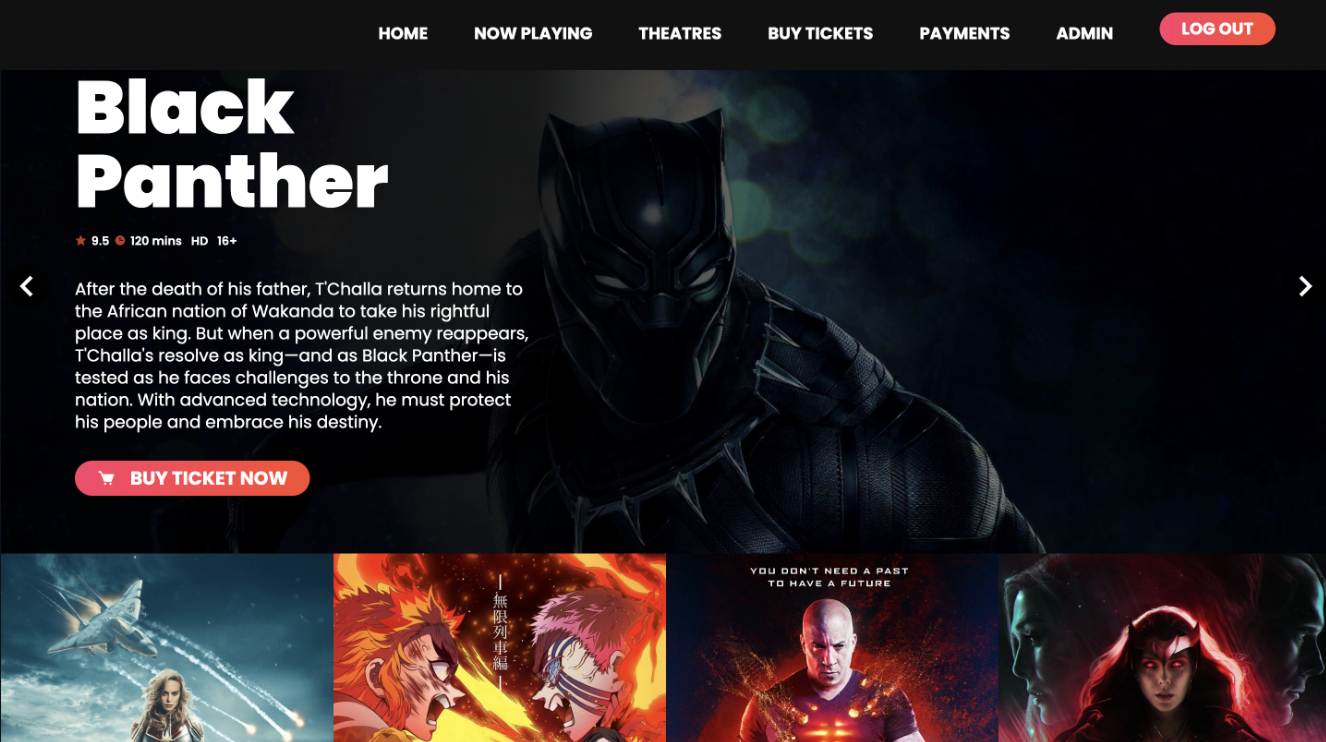 HOME NOW PLAYING THEATRES BUY TICKETS PAYMENTS ADMIN LOG OUT
Black
Panther
9.5 120 mins HD 16+
After the death of his father, T'Challa returns home to
the African nation of Wakanda to take his rightful
place as king. But when a powerful enemy reappears,
T'Challa's resolve as king—and as Black Panther—is
tested as he faces challenges to the throne and his
nation. With advanced technology, he must protect
his people and embrace his destiny.
BUY TICKET NOW
無限列車編
YOU DON'T NEED A PAST
TO HAVE A FUTURE